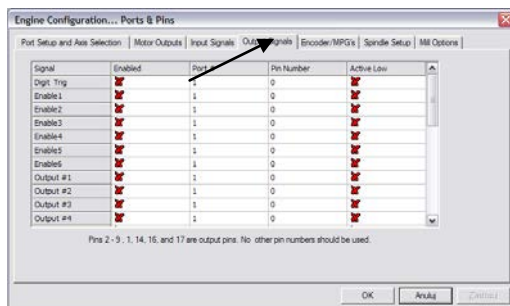 Engine Configuration... Ports & Pins
Port Setup and Axis Selection Motor Outputs Input Signals Output Signals Encoder/MPG's Spindle Setup Mill Options
Signal Enabled Port # Pin Number Active Low
Digit Trig 1 0
Enable1 1 0
Enable2 1 0
Enable3 1 0
Enable4 1 0
Enable5 1 0
Enable6 1 0
Output #1 1 0
Output #2 1 0
Output #3 1 0
Output #4 1 0
Pins 2 - 9 , 1, 14, 16, and 17 are output pins. No other pin numbers should be used.
OK Anuluj